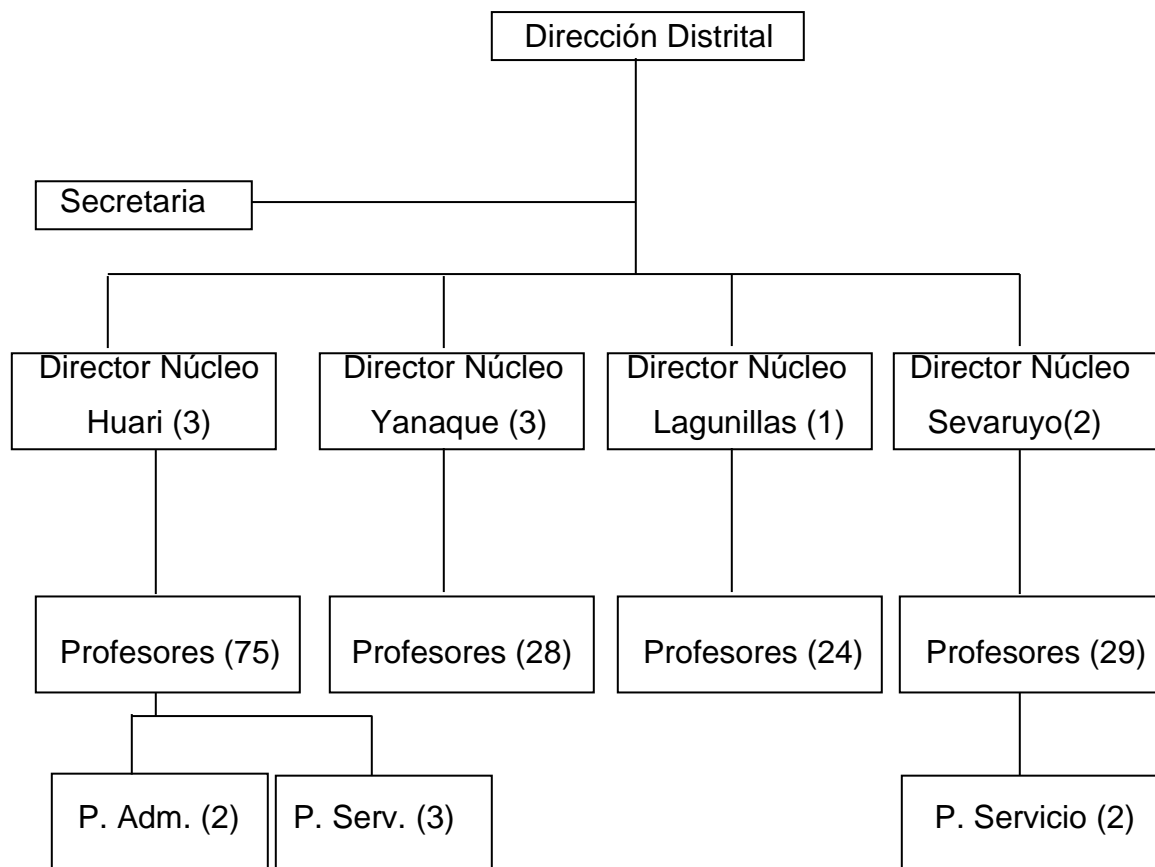 Dirección Distrital
Secretaria
Director Núcleo
Huari (3)
Director Núcleo
Yanaque (3)
Director Núcleo
Lagunillas (1)
Director Núcleo
Sevaruyo(2)
Profesores (75)
Profesores (28)
Profesores (24)
Profesores (29)
P. Adm. (2)
P. Serv. (3)
P. Servicio (2)